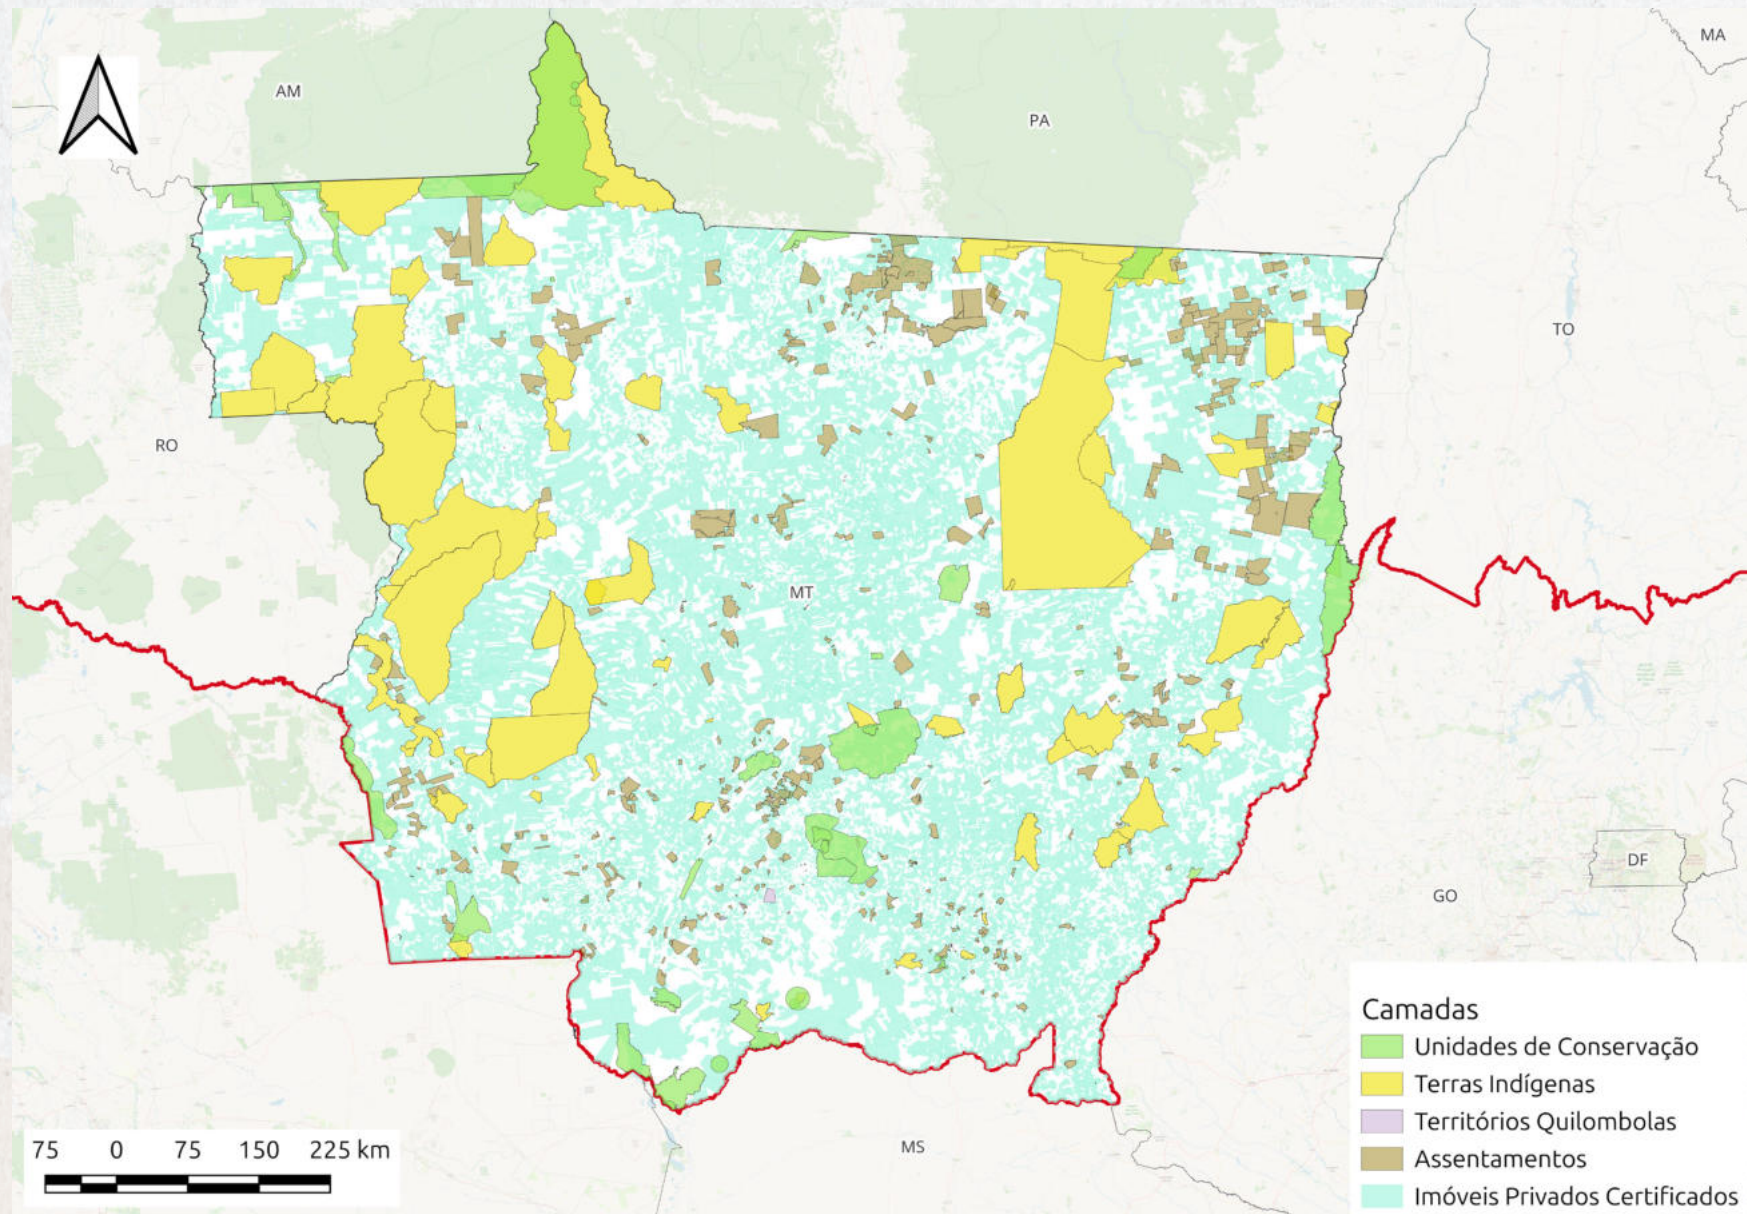 MA
AM
PA
TO
RO
MT
DF
GO
MS
Camadas
Unidades de Conservação
Terras Indígenas
Territórios Quilombolas
Assentamentos
Imóveis Privados Certificados
75 0 75 150 225 km